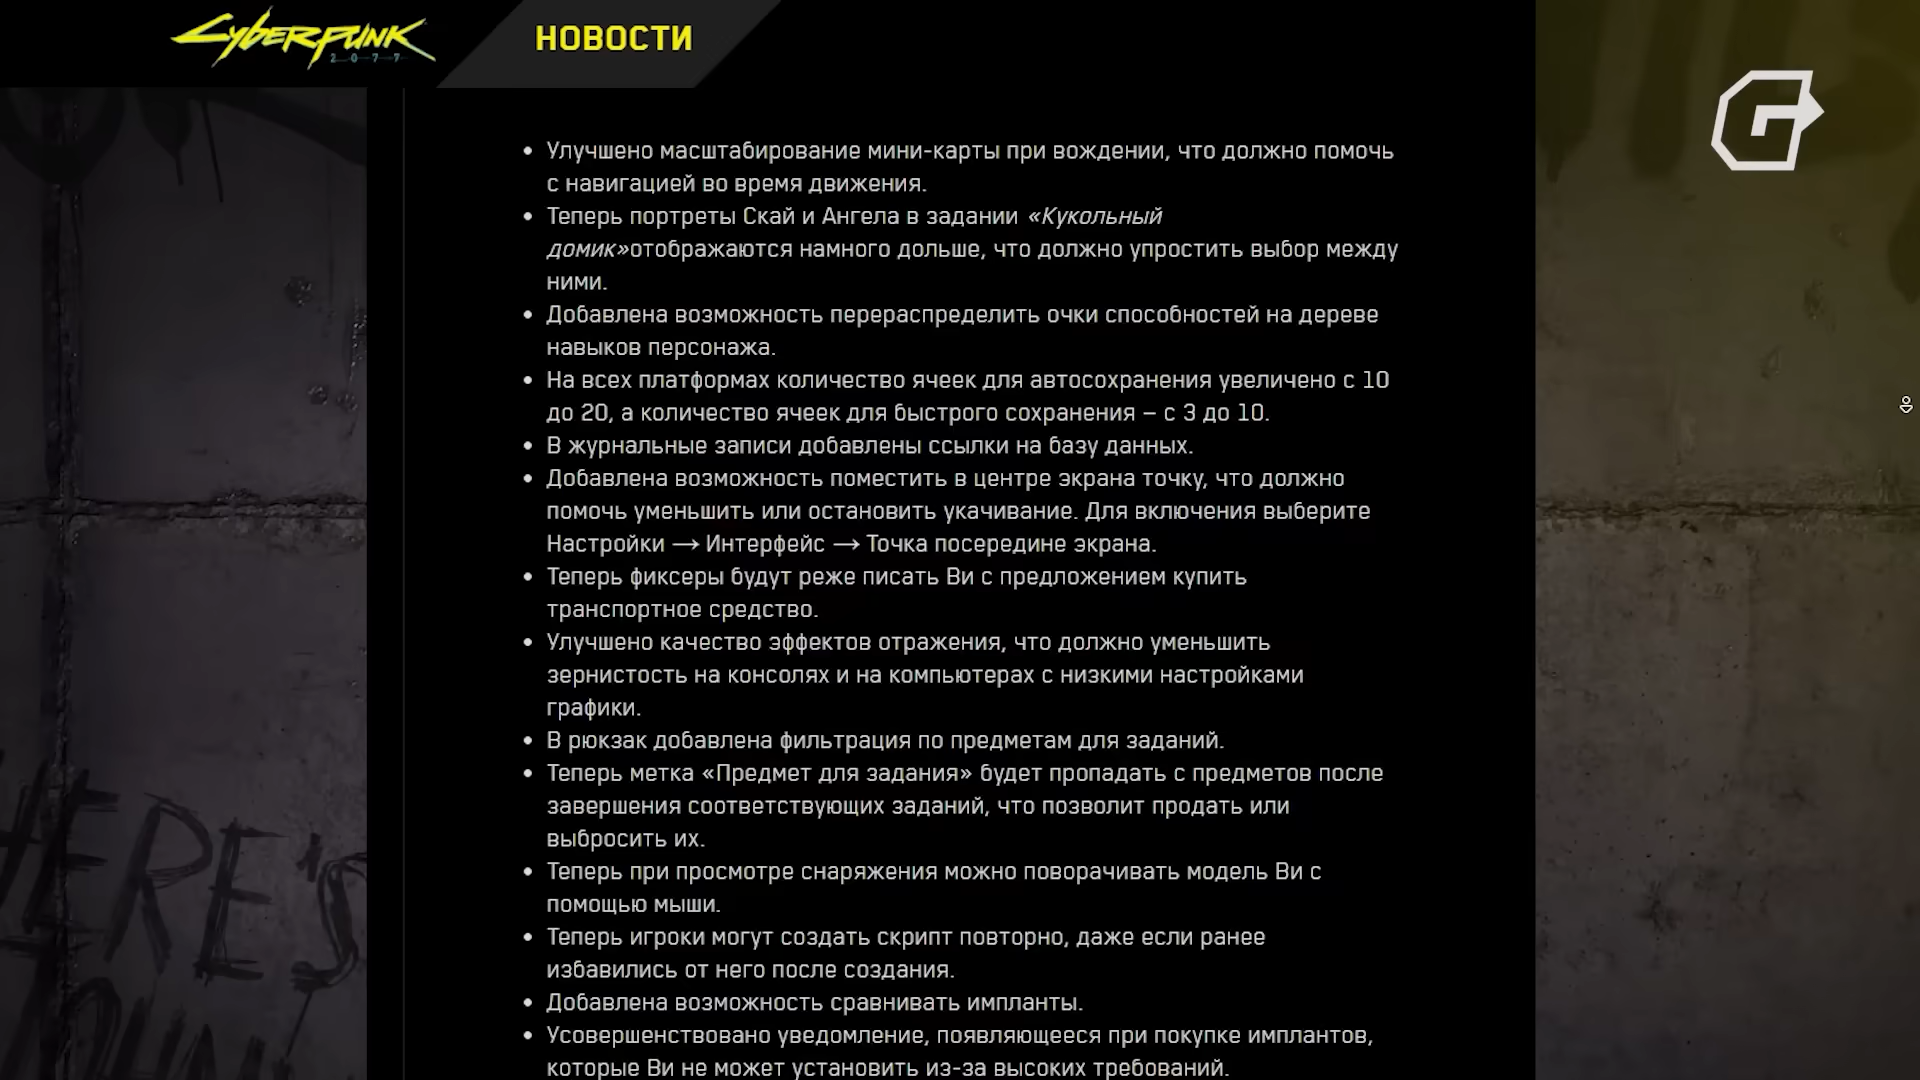 Cyberpunk
2077
НОВОСТИ
• Улучшено масштабирование мини-карты при вождении, что должно помочь
с навигацией во время движения.
• Теперь портреты Скай и Ангела в задании «Кукольный
домик»отображаются намного дольше, что должно упростить выбор между
ними.
• Добавлена возможность перераспределить очки способностей на дереве
навыков персонажа.
• На всех платформах количество ячеек для автосохранения увеличено с 10
до 20, а количество ячеек для быстрого сохранения – с 3 до 10.
• В журнальные записи добавлены ссылки на базу данных.
• Добавлена возможность поместить в центре экрана точку, что должно
помочь уменьшить или остановить укачивание. Для включения выберите
Настройки → Интерфейс → Точка посередине экрана.
• Теперь фиксеры будут реже писать Ви с предложением купить
транспортное средство.
• Улучшено качество эффектов отражения, что должно уменьшить
зернистость на консолях и на компьютерах с низкими настройками
графики.
• В рюкзак добавлена фильтрация по предметам для заданий.
• Теперь метка «Предмет для задания» будет пропадать с предметов после
завершения соответствующих заданий, что позволит продать или
выбросить их.
• Теперь при просмотре снаряжения можно поворачивать модель Ви с
помощью мыши.
• Теперь игроки могут создать скрипт повторно, даже если ранее
избавились от него после создания.
• Добавлена возможность сравнивать импланты.
• Усовершенствовано уведомление, появляющееся при покупке имплантов,
которые Ви не может установить из-за высоких требований.
HERE'S